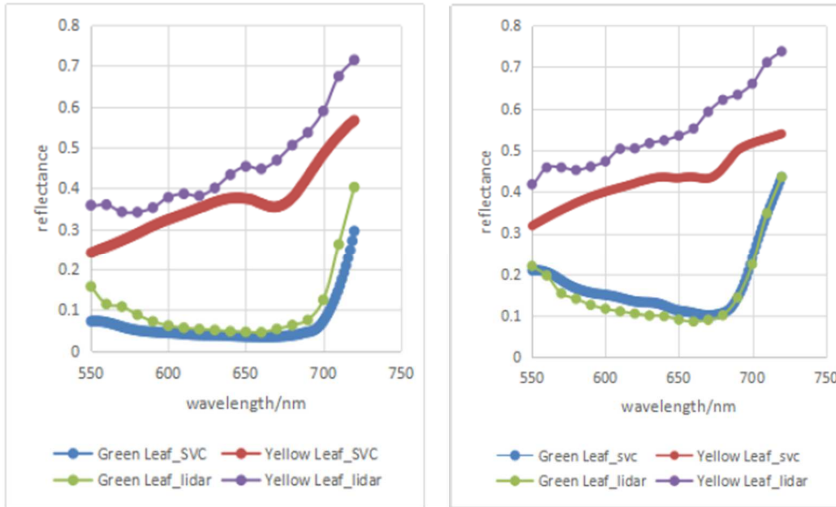 0.8
0.7
0.6
0.5
0.4
0.3
0.2
0.1
0
reflectance
550 600 650 700 750
wavelength/nm
Green Leaf_SVC Yellow Leaf_SVC
Green Leaf_lidar Yellow Leaf_lidar
0.8
0.7
0.6
0.5
0.4
0.3
0.2
0.1
0
reflectance
550 600 650 700 750
wavelength/nm
Green Leaf_svc Yellow Leaf_svc
Green Leaf_lidar Yellow Leaf_lidar